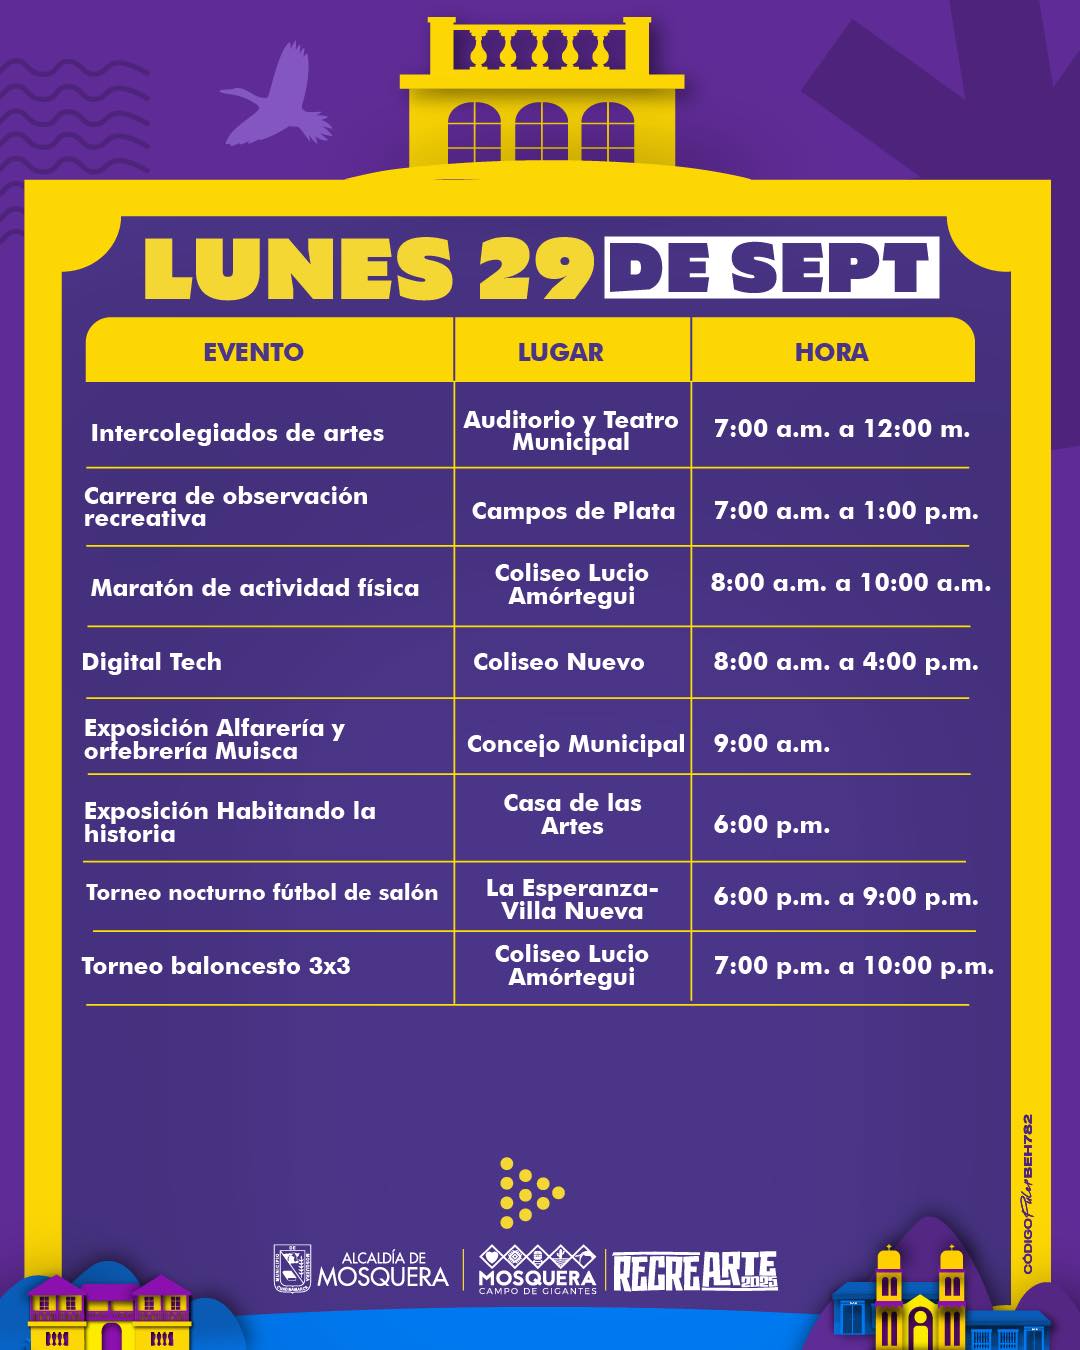 LUNES 29 DE SEPT
EVENTO LUGAR HORA
Intercolegiados de artes
Auditorio y Teatro
Municipal
7:00 a.m. a 12:00 m.
Carrera de observación
recreativa
Campos de Plata
7:00 a.m. a 1:00 p.m.
Maratón de actividad física
Coliseo Lucio
Amórtegui
8:00 a.m. a 10:00 a.m.
Digital Tech
Coliseo Nuevo
8:00 a.m. a 4:00 p.m.
Exposición Alfarería y
orfebrería Muisca
Concejo Municipal
9:00 a.m.
Exposición Habitando la
historia
Casa de las
Artes
6:00 p.m.
Torneo nocturno fútbol de salón
La Esperanza-
Villa Nueva
6:00 p.m. a 9:00 p.m.
Torneo baloncesto 3x3
Coliseo Lucio
Amórtegui
7:00 p.m. a 10:00 p.m.
ALCALDÍA DE
MOSQUERA
MOSQUERA
CAMPO DE GIGANTES
RECREARTE
2025
CÓDIGO BEH782